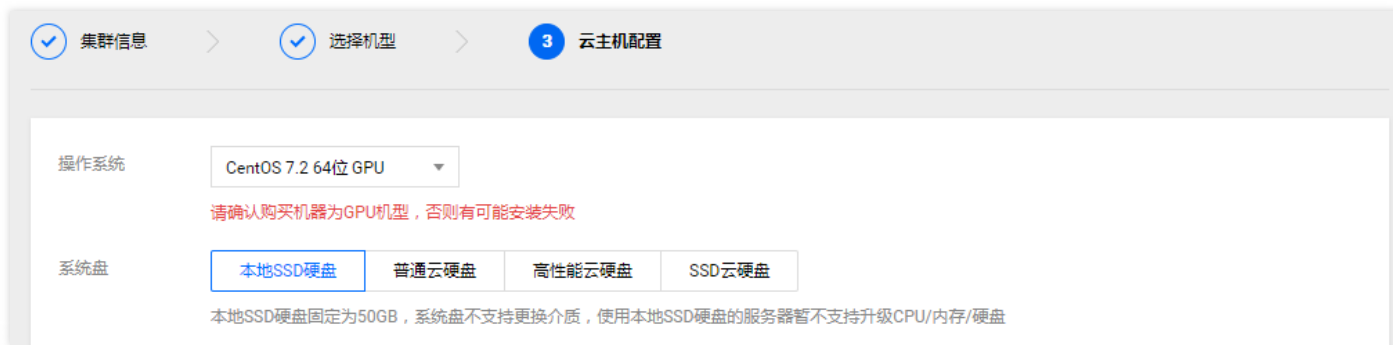 集群信息 选择机型 3 云主机配置
操作系统 CentOS 7.2 64位 GPU
请确认购买机器为GPU机型，否则有可能安装失败
系统盘 本地SSD硬盘 普通云硬盘 高性能云硬盘 SSD云硬盘
本地SSD硬盘固定为50GB，系统盘不支持更换介质，使用本地SSD硬盘的服务器暂不支持升级CPU/内存/硬盘